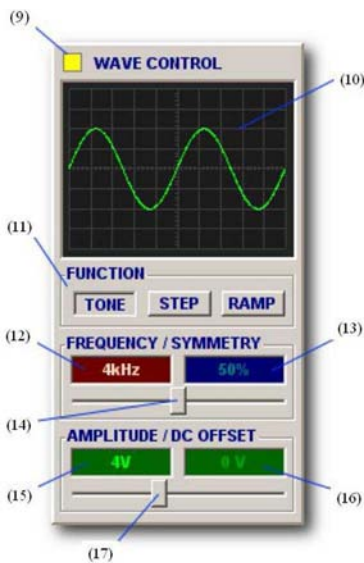 (9)
WAVE CONTROL
(10)
(11)
FUNCTION
TONE STEP RAMP
(12)
FREQUENCY / SYMMETRY
(13)
4kHz 50%
(14)
AMPLITUDE / DC OFFSET
4V 0 V
(15)
(16)
(17)